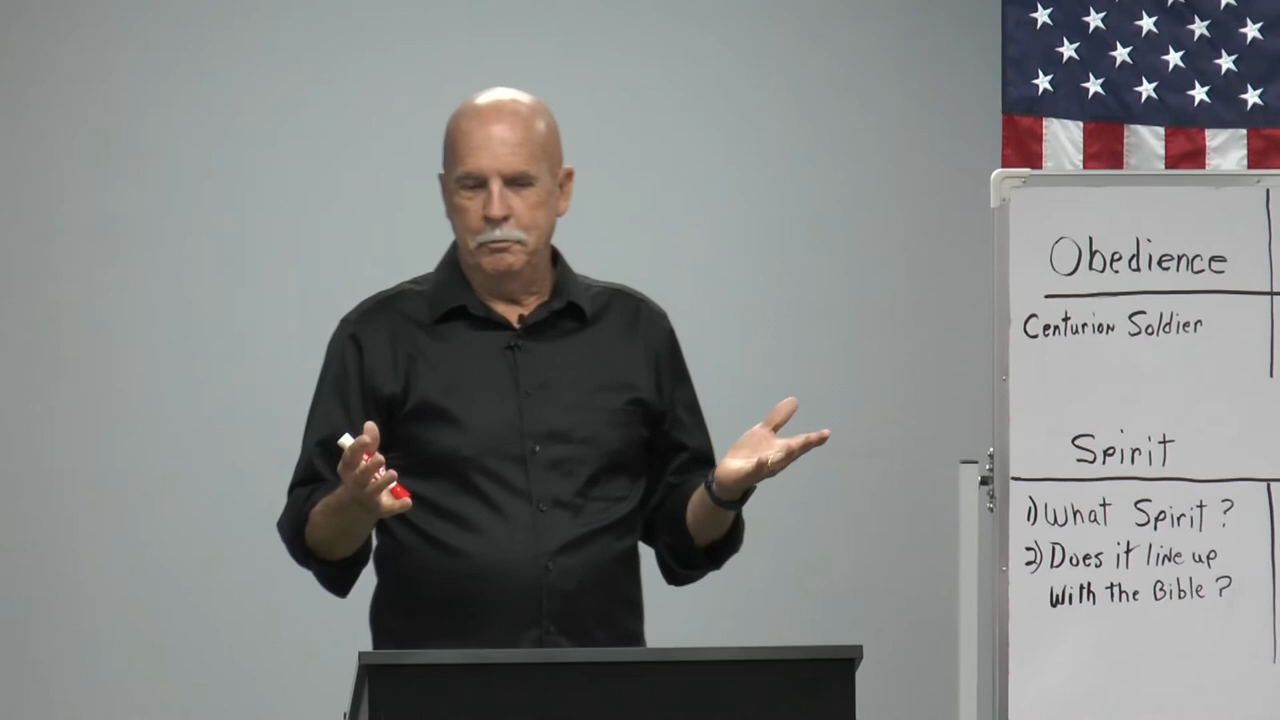 Obedience
Centurion Soldier
Spirit
1) What Spirit ?
2) Does it line up
With the Bible ?